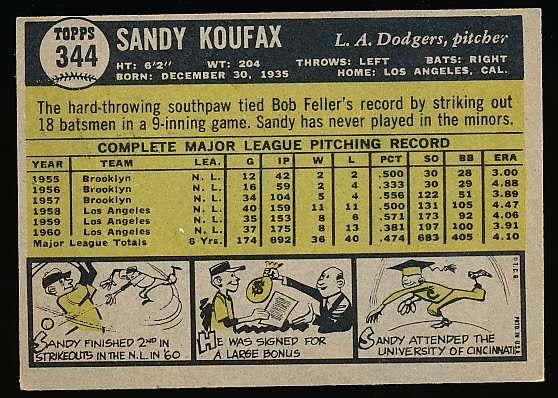 TOPPS
344
SANDY KOUFAX
L. A. Dodgers, pitcher
HT: 6'2" WT: 204 THROWS: LEFT BATS: RIGHT
BORN: DECEMBER 30, 1935 HOME: LOS ANGELES, CAL.
The hard-throwing southpaw tied Bob Feller's record by striking out
18 batsmen in a 9-inning game. Sandy has never played in the minors.
COMPLETE MAJOR LEAGUE PITCHING RECORD
YEAR TEAM LEA. G IP W L PCT SO BB ERA
1955 Brooklyn N. L. 12 42 2 2 .500 30 28 3.00
1956 Brooklyn N. L. 16 59 2 4 .333 30 29 4.88
1957 Brooklyn N. L. 34 104 5 4 .556 122 51 3.89
1958 Los Angeles N. L. 40 159 11 11 .500 131 105 4.47
1959 Los Angeles N. L. 35 153 8 6 .571 173 92 4.06
1960 Los Angeles N. L. 37 175 8 13 .381 197 100 3.91
Major League Totals 6 Yrs. 174 692 36 40 .474 683 405 4.10
SANDY FINISHED 2ND IN
STRIKEOUTS IN THE N.L. IN '60
$
HE WAS SIGNED FOR
A LARGE BONUS
SANDY ATTENDED THE
UNIVERSITY OF CINCINNATI
© T.C.G.
PRTD. IN U.S.A.